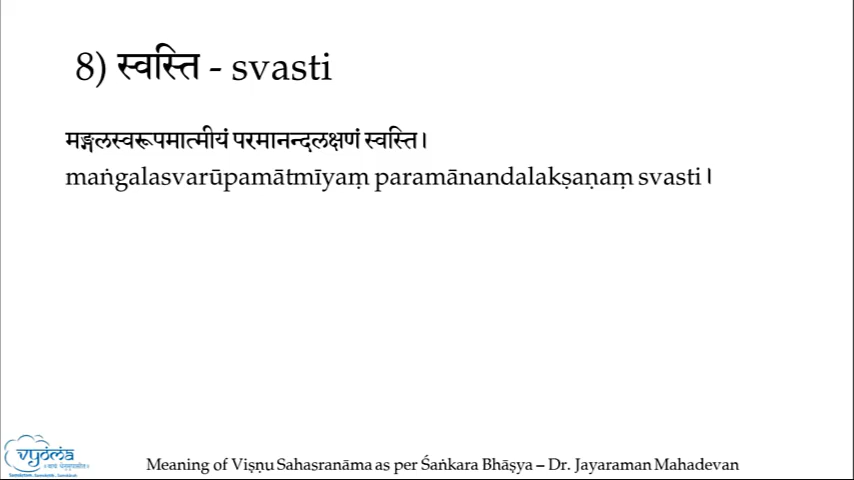 8) स्वस्ति - svasti
मङ्गलस्वरूपमात्मीयं परमानन्दलक्षणं स्वस्ति।
maṅgalasvarūpamātmīyaṃ paramānandalakṣaṇaṃ svasti।
vyoma
Meaning of Viṣṇu Sahasranāma as per Śaṅkara Bhāṣya – Dr. Jayaraman Mahadevan